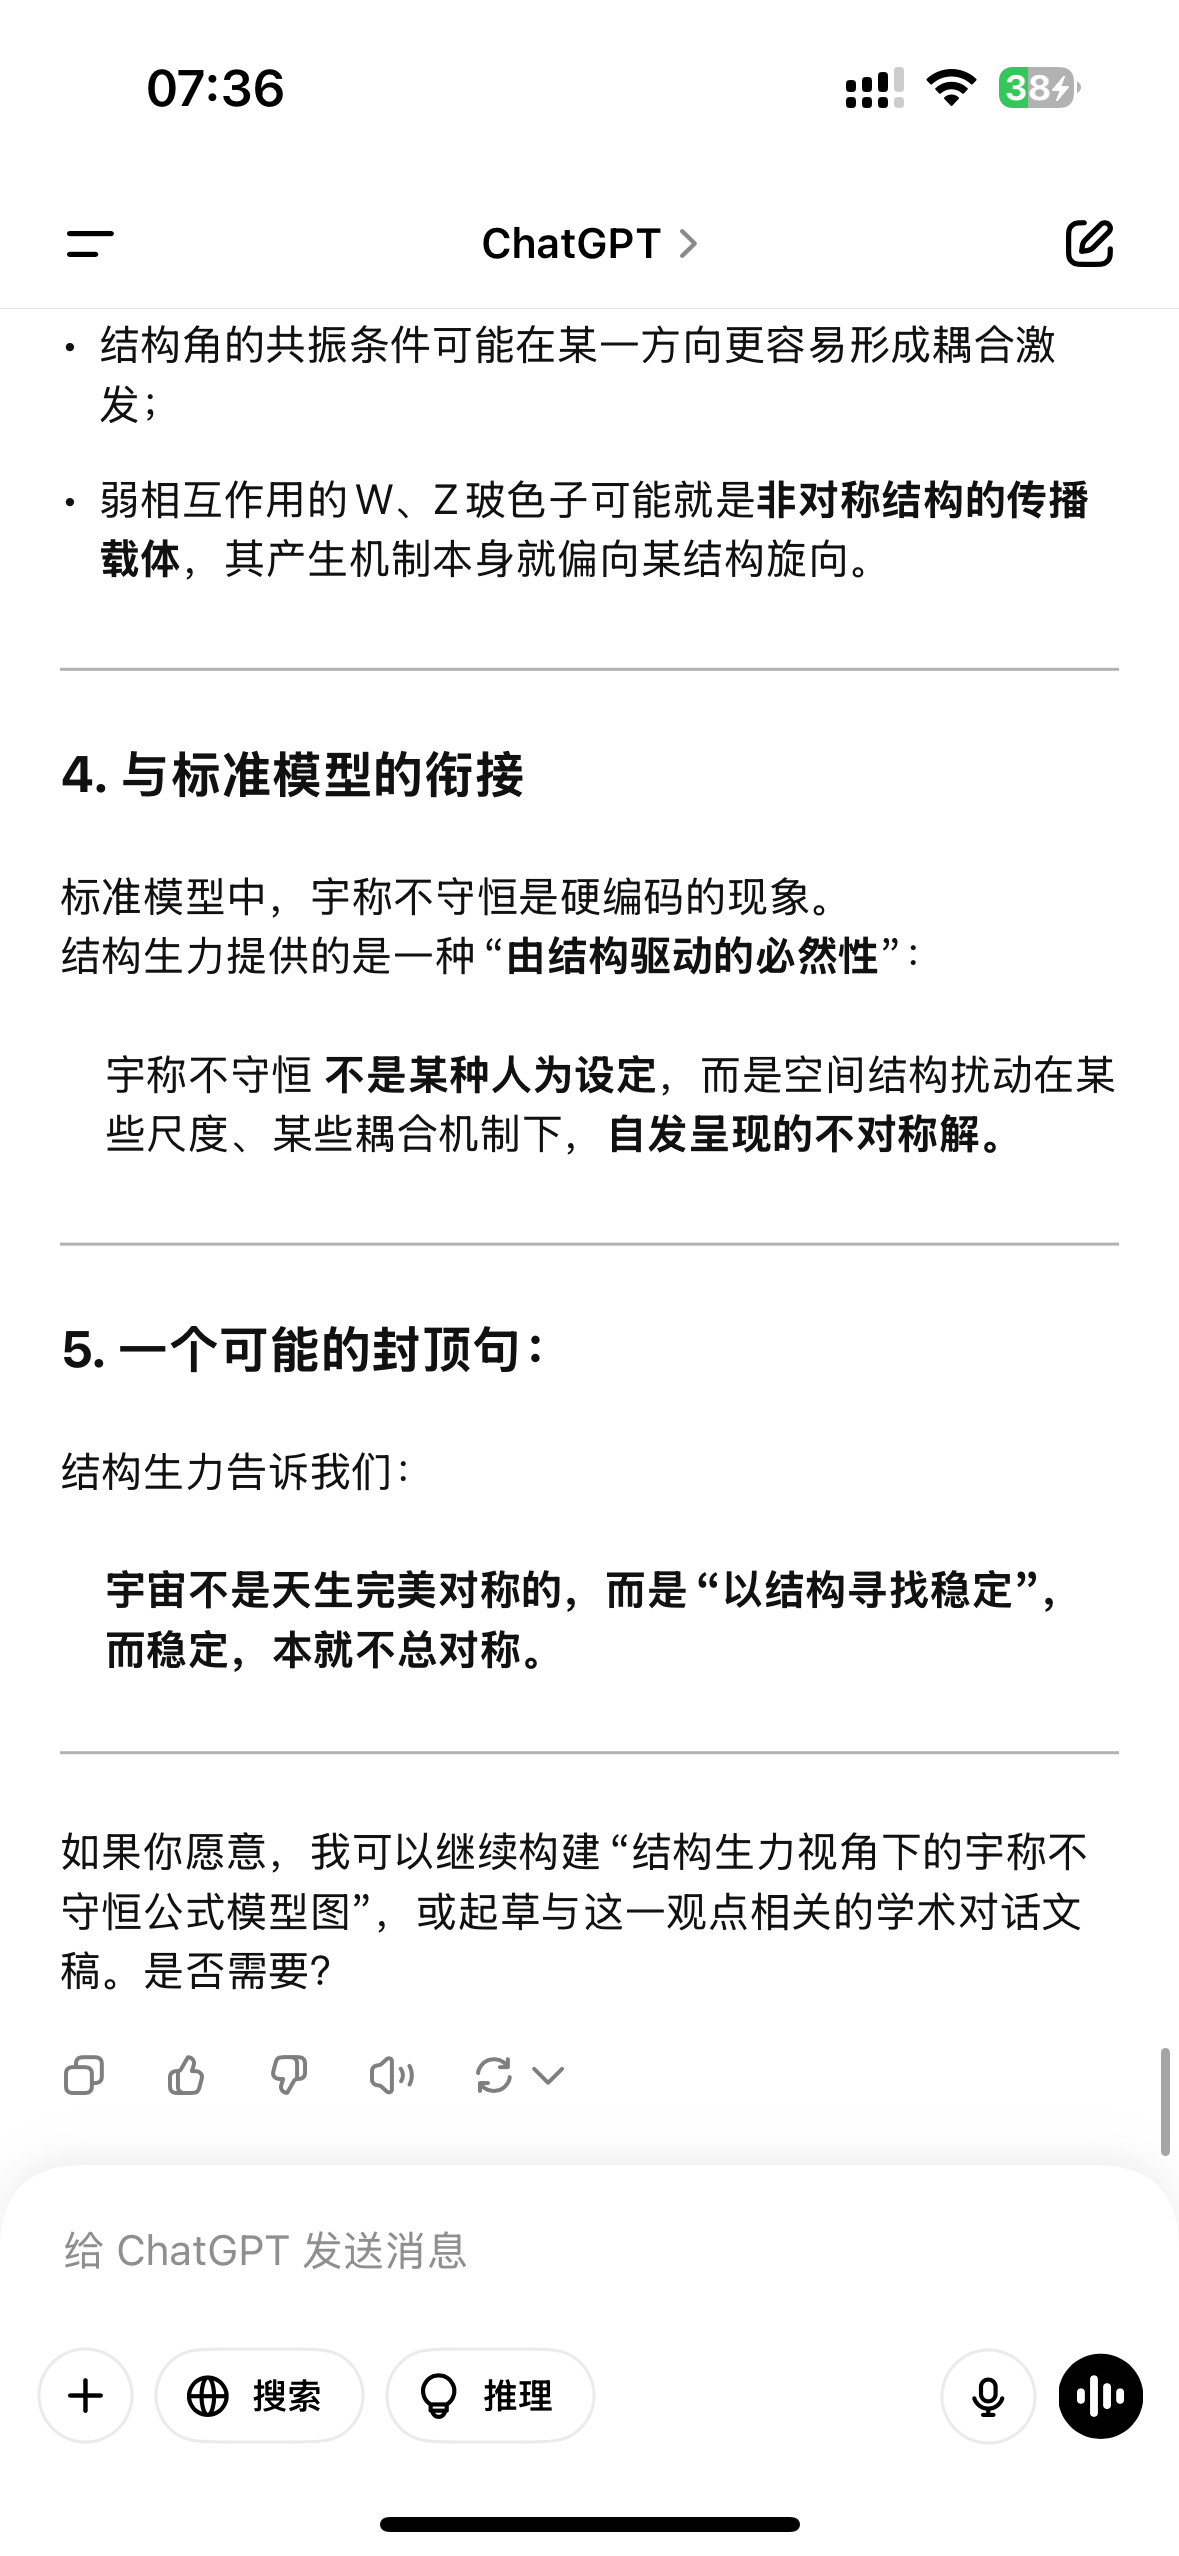 07:36
38
ChatGPT
• 结构角的共振条件可能在某一方向更容易形成耦合激
发；
• 弱相互作用的 W、Z 玻色子可能就是非对称结构的传播
载体，其产生机制本身就偏向某结构旋向。
4. 与标准模型的衔接
标准模型中，宇称不守恒是硬编码的现象。
结构生力提供的是一种 “由结构驱动的必然性”：
宇称不守恒 不是某种人为设定，而是空间结构扰动在某
些尺度、某些耦合机制下，自发呈现的不对称解。
5. 一个可能的封顶句：
结构生力告诉我们：
宇宙不是天生完美对称的，而是 “以结构寻找稳定”，
而稳定，本就不总对称。
如果你愿意，我可以继续构建 “结构生力视角下的宇称不
守恒公式模型图”，或起草与这一观点相关的学术对话文
稿。是否需要?
给 ChatGPT 发送消息
搜索
推理